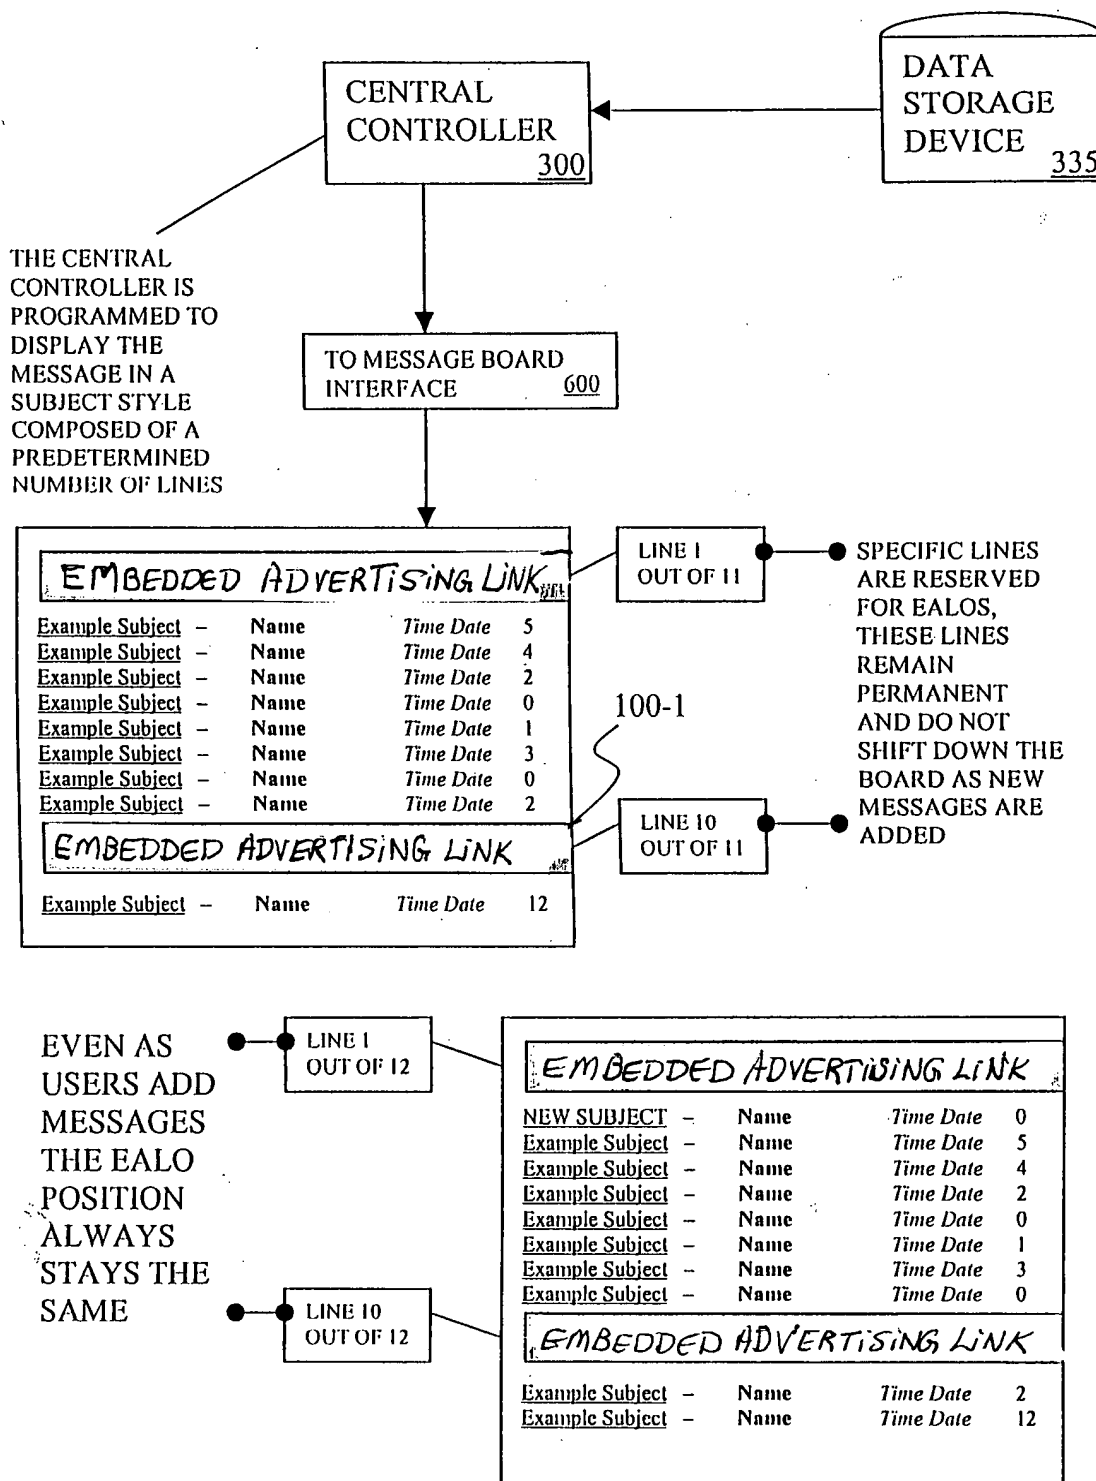 CENTRAL
CONTROLLER
300
DATA
STORAGE
DEVICE
335
THE CENTRAL
CONTROLLER IS
PROGRAMMED TO
DISPLAY THE
MESSAGE IN A
SUBJECT STYLE
COMPOSED OF A
PREDETERMINED
NUMBER OF LINES
TO MESSAGE BOARD
INTERFACE 600
EMBEDDED ADVERTISING LINK
Example Subject – Name Time Date 5
Example Subject – Name Time Date 4
Example Subject – Name Time Date 2
Example Subject – Name Time Date 0
Example Subject – Name Time Date 1
Example Subject – Name Time Date 3
Example Subject – Name Time Date 0
Example Subject – Name Time Date 2
EMBEDDED ADVERTISING LINK
Example Subject – Name Time Date 12
LINE 1
OUT OF 11
100-1
LINE 10
OUT OF 11
SPECIFIC LINES
ARE RESERVED
FOR EALOS,
THESE LINES
REMAIN
PERMANENT
AND DO NOT
SHIFT DOWN THE
BOARD AS NEW
MESSAGES ARE
ADDED
EVEN AS
USERS ADD
MESSAGES
THE EALO
POSITION
ALWAYS
STAYS THE
SAME
LINE 1
OUT OF 12
LINE 10
OUT OF 12
EMBEDDED ADVERTISING LINK
NEW SUBJECT – Name Time Date 0
Example Subject – Name Time Date 5
Example Subject – Name Time Date 4
Example Subject – Name Time Date 2
Example Subject – Name Time Date 0
Example Subject – Name Time Date 1
Example Subject – Name Time Date 3
Example Subject – Name Time Date 0
EMBEDDED ADVERTISING LINK
Example Subject – Name Time Date 2
Example Subject – Name Time Date 12